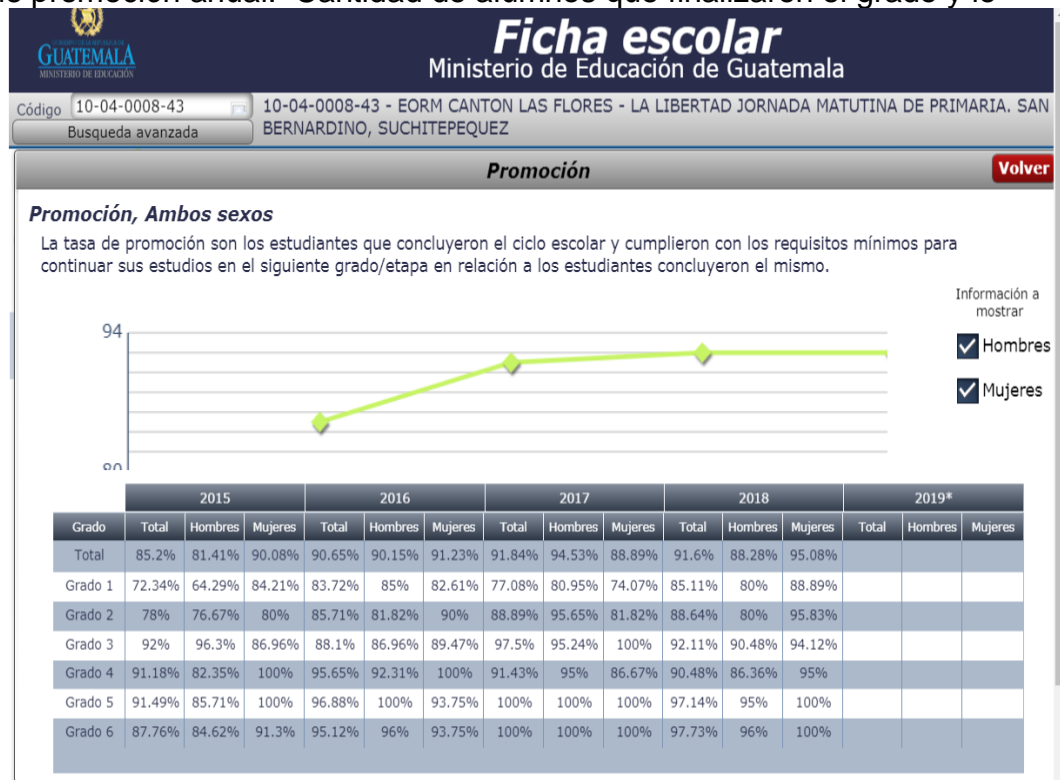 promoción anual. Cantidad de alumnos que finalizaron el grado y lo
GUATEMALA
MINISTERIO DE EDUCACIÓN
Ficha escolar
Ministerio de Educación de Guatemala
Código 10-04-0008-43
Busqueda avanzada
10-04-0008-43 - EORM CANTON LAS FLORES - LA LIBERTAD JORNADA MATUTINA DE PRIMARIA. SAN
BERNARDINO, SUCHITEPEQUEZ
Promoción
Volver
Promoción, Ambos sexos
La tasa de promoción son los estudiantes que concluyeron el ciclo escolar y cumplieron con los requisitos mínimos para
continuar sus estudios en el siguiente grado/etapa en relación a los estudiantes concluyeron el mismo.
Información a
mostrar
Hombres
Mujeres
94
80
2015 2016 2017 2018 2019*
Grado Total Hombres Mujeres Total Hombres Mujeres Total Hombres Mujeres Total Hombres Mujeres Total Hombres Mujeres
Total 85.2% 81.41% 90.08% 90.65% 90.15% 91.23% 91.84% 94.53% 88.89% 91.6% 88.28% 95.08%
Grado 1 72.34% 64.29% 84.21% 83.72% 85% 82.61% 77.08% 80.95% 74.07% 85.11% 80% 88.89%
Grado 2 78% 76.67% 80% 85.71% 81.82% 90% 88.89% 95.65% 81.82% 88.64% 80% 95.83%
Grado 3 92% 96.3% 86.96% 88.1% 86.96% 89.47% 97.5% 95.24% 100% 92.11% 90.48% 94.12%
Grado 4 91.18% 82.35% 100% 95.65% 92.31% 100% 91.43% 95% 86.67% 90.48% 86.36% 95%
Grado 5 91.49% 85.71% 100% 96.88% 100% 93.75% 100% 100% 100% 97.14% 95% 100%
Grado 6 87.76% 84.62% 91.3% 95.12% 96% 93.75% 100% 100% 100% 97.73% 96% 100%